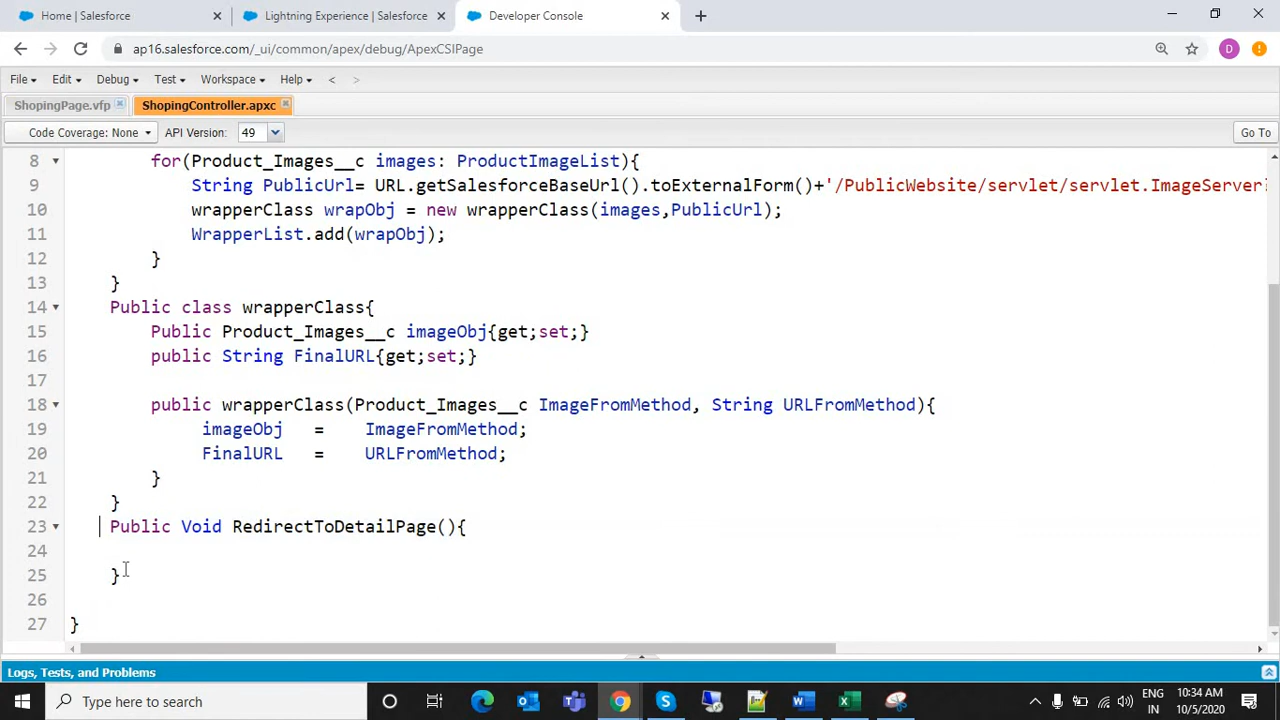 Home | Salesforce
Lightning Experience | Salesforce
Developer Console
ap16.salesforce.com/_ui/common/apex/debug/ApexCSIPage
D
File Edit Debug Test Workspace Help < >
ShopingPage.vfp
ShopingController.apxc
Code Coverage: None API Version: 49 Go To
8 for(Product_Images__c images: ProductImageList){
9 String PublicUrl= URL.getSalesforceBaseUrl().toExternalForm()+'/PublicWebsite/servlet/servlet.ImageServer?
10 wrapperClass wrapObj = new wrapperClass(images,PublicUrl);
11 WrapperList.add(wrapObj);
12 }
13 }
14 Public class wrapperClass{
15 Public Product_Images__c imageObj{get;set;}
16 public String FinalURL{get;set;}
17
18 public wrapperClass(Product_Images__c ImageFromMethod, String URLFromMethod){
19 imageObj = ImageFromMethod;
20 FinalURL = URLFromMethod;
21 }
22 }
23 Public Void RedirectToDetailPage(){
24
25 }
26
27 }
Logs, Tests, and Problems
Type here to search
ENG
IN
10:34 AM
10/5/2020